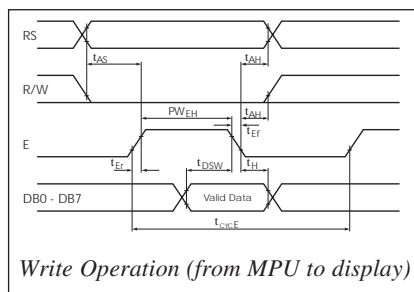 RS
tAS
tAH
R/W
PWEH
tAH
tEf
E
tEr
tDSW
tH
DB0 - DB7
Valid Data
tCYCE
Write Operation (from MPU to display)